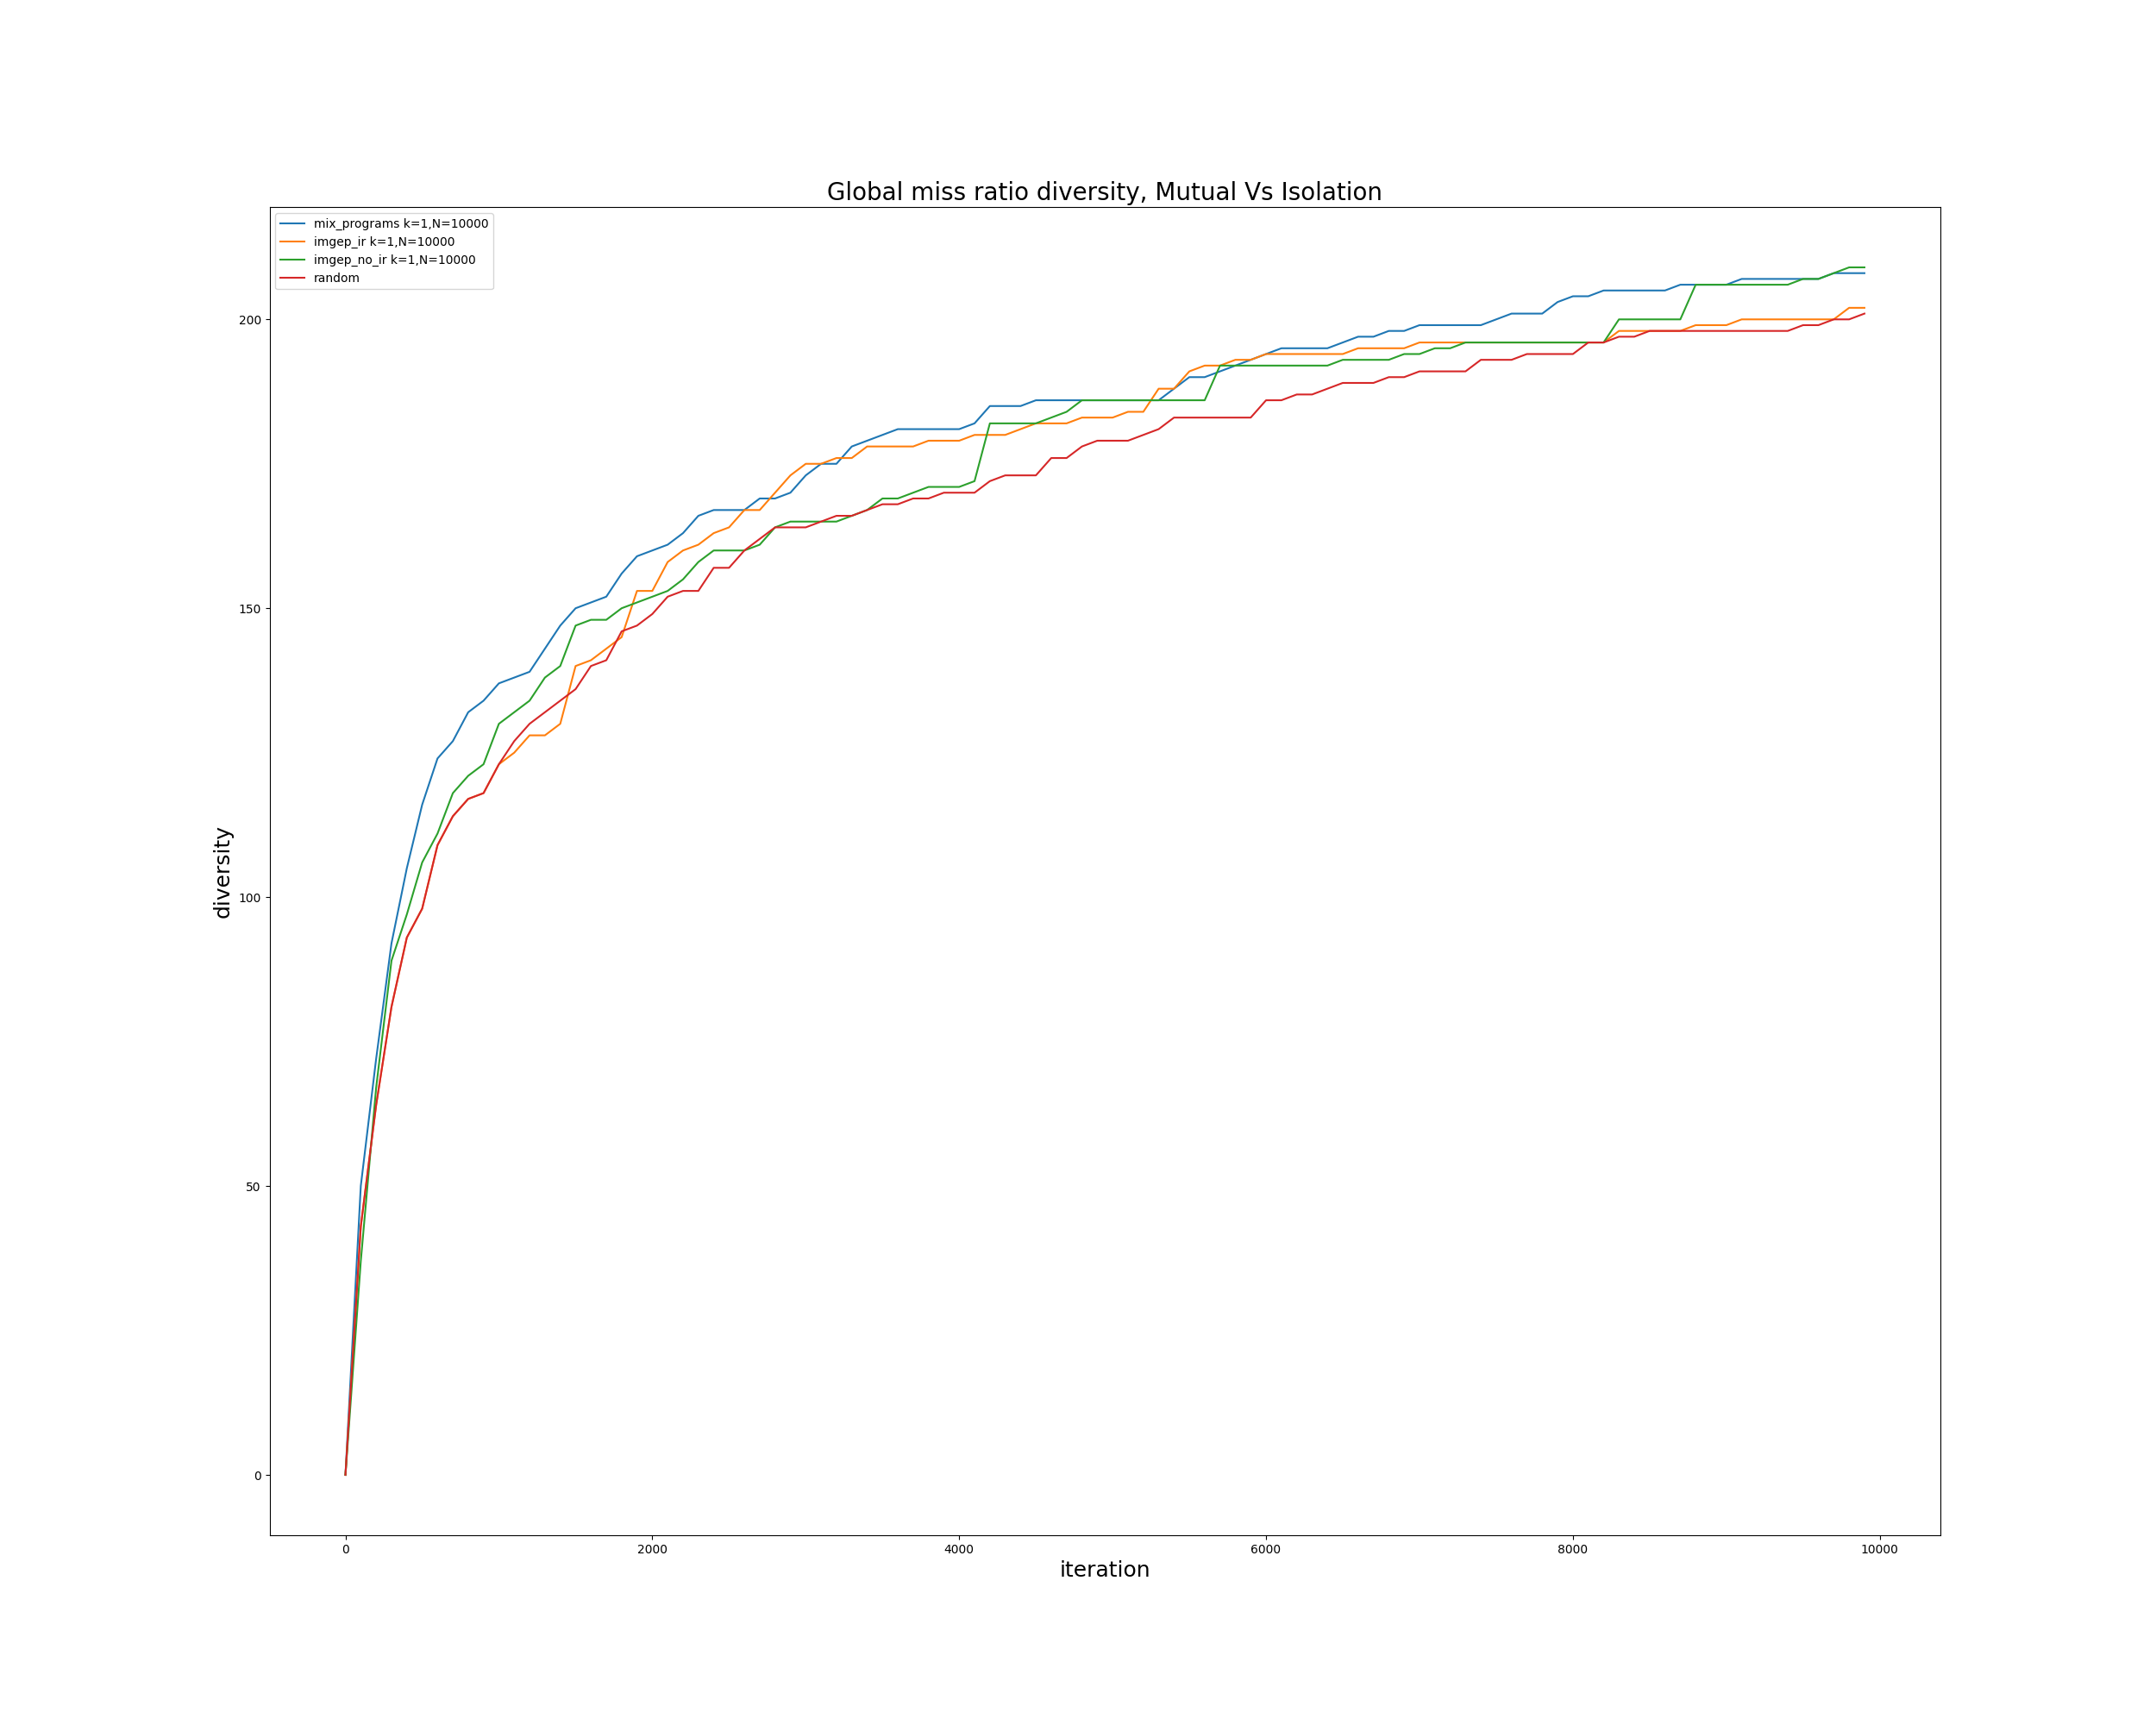 Global miss ratio diversity, Mutual Vs Isolation
mix_programs k=1,N=10000
imgep_ir k=1,N=10000
imgep_no_ir k=1,N=10000
random
200
150
100
50
0
diversity
0 2000 4000 6000 8000 10000
iteration